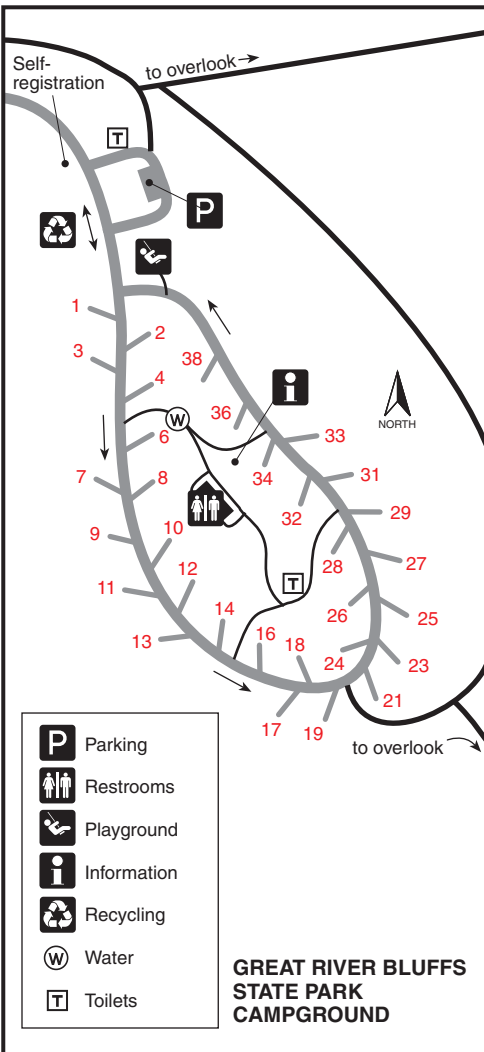 Self-
registration
to overlook
T
P
1
2
3
38
4
36
i
NORTH
W
33
6
34
31
7
8
32
29
9
10
28
27
T
11
12
26
25
14
16
13
18
24
23
21
17
19
to overlook
P Parking
Restrooms
Playground
i Information
Recycling
W Water
T Toilets
GREAT RIVER BLUFFS
STATE PARK
CAMPGROUND